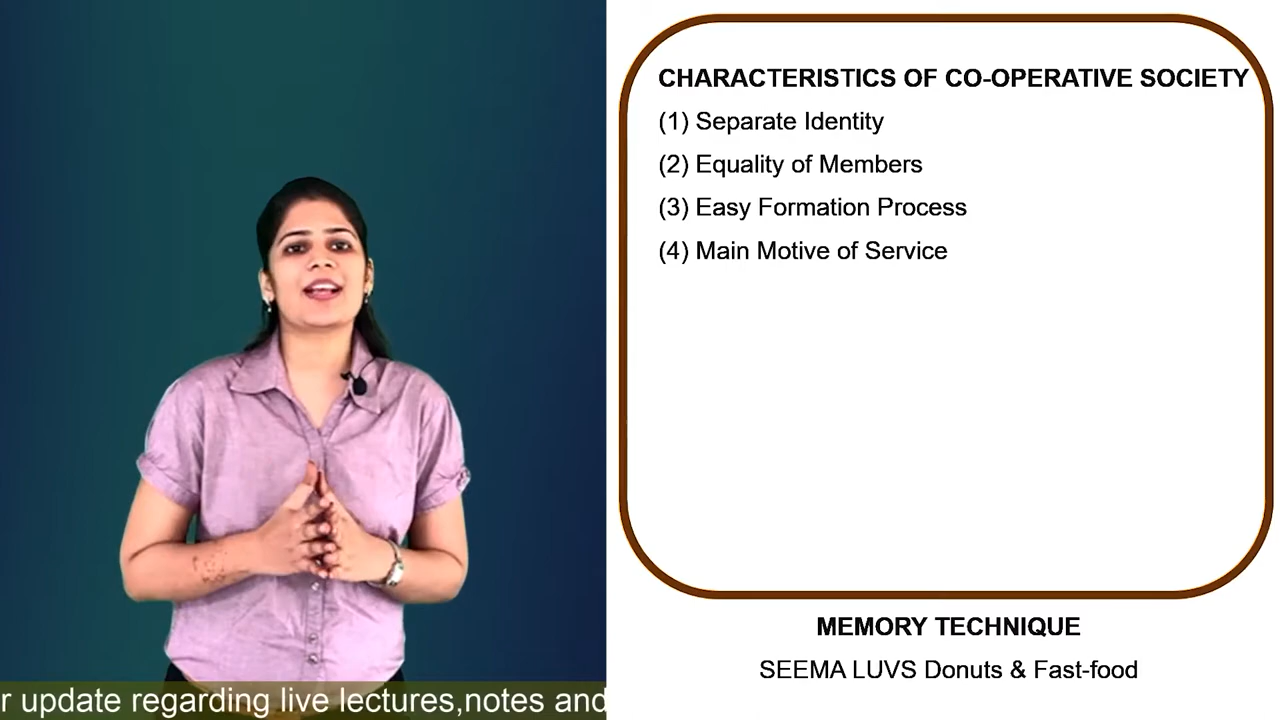 CHARACTERISTICS OF CO-OPERATIVE SOCIETY
(1) Separate Identity
(2) Equality of Members
(3) Easy Formation Process
(4) Main Motive of Service
MEMORY TECHNIQUE
SEEMA LUVS Donuts & Fast-food
r update regarding live lectures,notes and